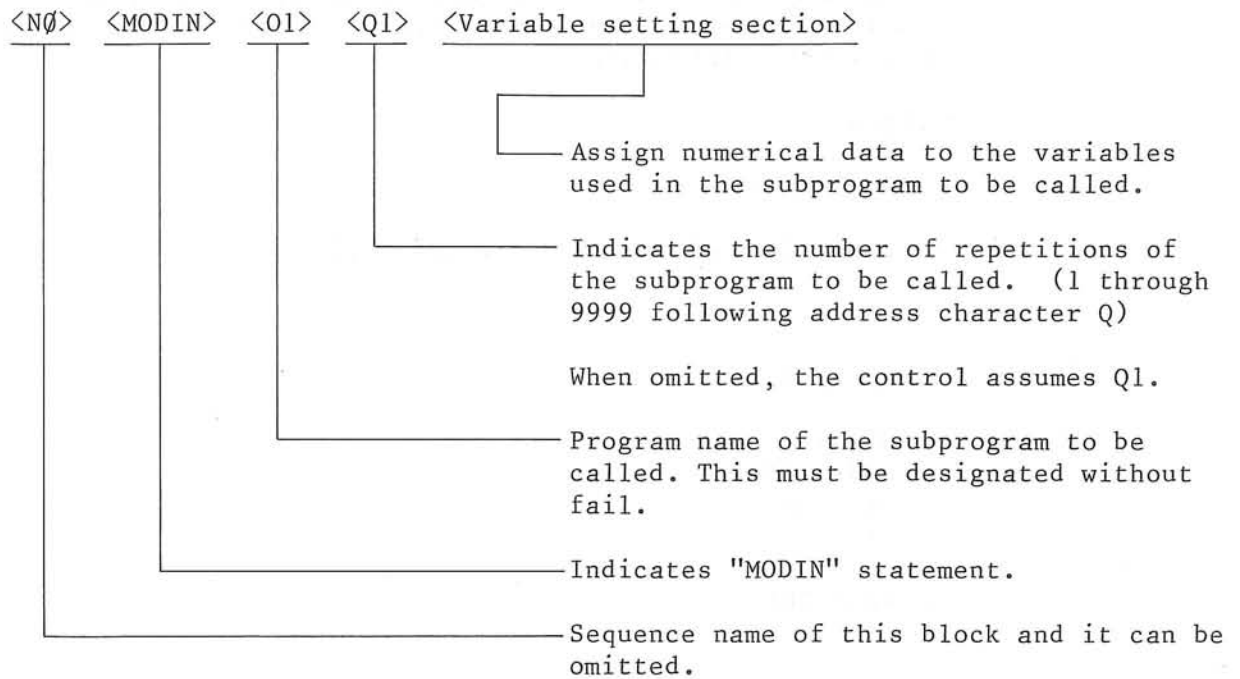 <NØ> <MODIN> <O1> <Q1> <Variable setting section>
Assign numerical data to the variables
used in the subprogram to be called.
Indicates the number of repetitions of
the subprogram to be called. (1 through
9999 following address character Q)
When omitted, the control assumes Q1.
Program name of the subprogram to be
called. This must be designated without
fail.
Indicates "MODIN" statement.
Sequence name of this block and it can be
omitted.